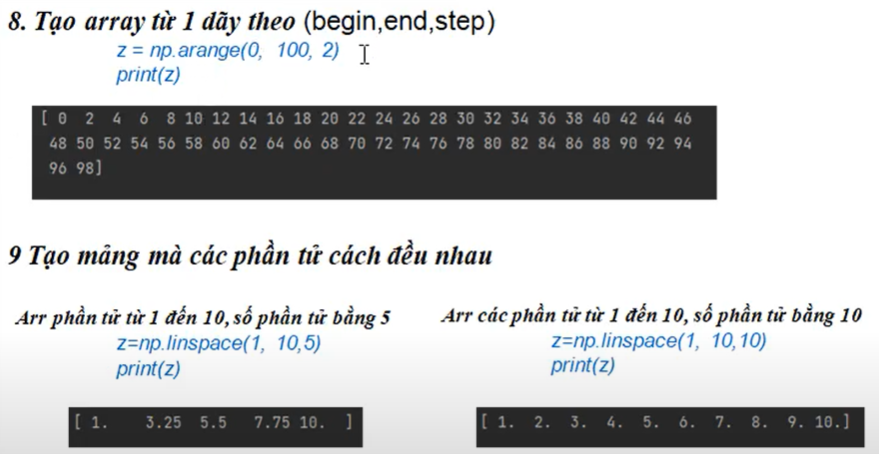 8. Tạo array từ 1 dãy theo (begin,end,step)
z = np.arange(0, 100, 2)
print(z)
[ 0 2 4 6 8 10 12 14 16 18 20 22 24 26 28 30 32 34 36 38 40 42 44 46
48 50 52 54 56 58 60 62 64 66 68 70 72 74 76 78 80 82 84 86 88 90 92 94
96 98]
9 Tạo mảng mà các phần tử cách đều nhau
Arr phần tử từ 1 đến 10, số phần tử bằng 5
z=np.linspace(1, 10,5)
print(z)
[ 1. 3.25 5.5 7.75 10. ]
Arr các phần tử từ 1 đến 10, số phần tử bằng 10
z=np.linspace(1, 10,10)
print(z)
[ 1. 2. 3. 4. 5. 6. 7. 8. 9. 10.]